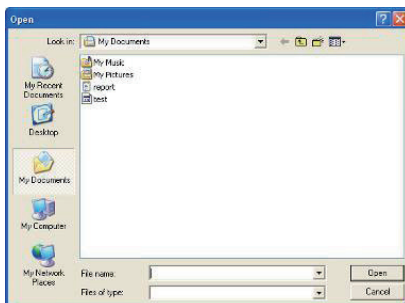 Open
Look in: My Documents
My Recent
Documents
Desktop
My Documents
My Computer
My Network
Places
My Music
My Pictures
report
test
File name:
Open
Files of type:
Cancel